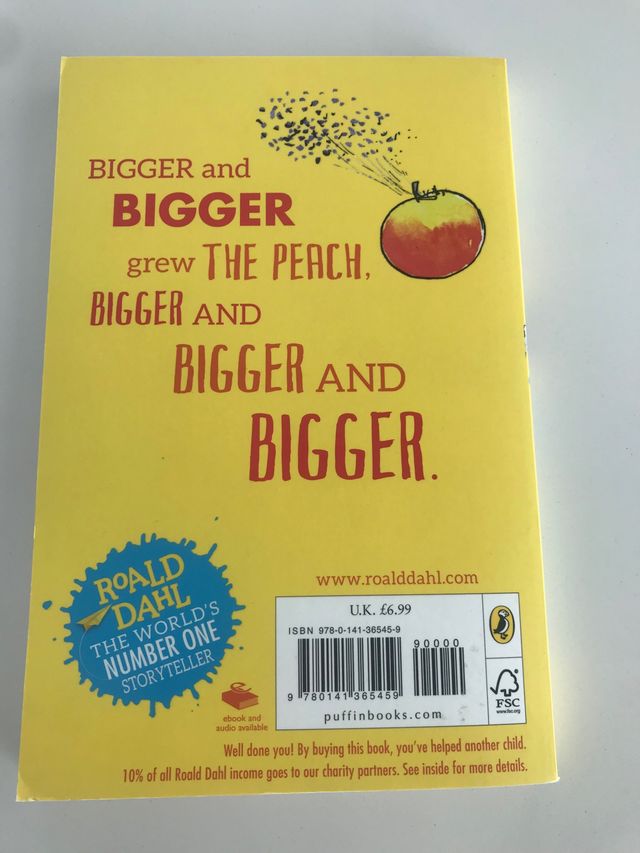 BIGGER and
BIGGER
grew THE PEACH,
BIGGER AND
BIGGER AND
BIGGER.
ROALD
DAHL
THE WORLD'S
NUMBER ONE
STORYTELLER
www.roalddahl.com
U.K. £6.99
ISBN 978-0-141-36545-9
90000
9 780141 365459
puffinbooks.com
FSC
www.fsc.org
ebook and
audio available
Well done you! By buying this book, you've helped another child.
10% of all Roald Dahl income goes to our charity partners. See inside for more details.